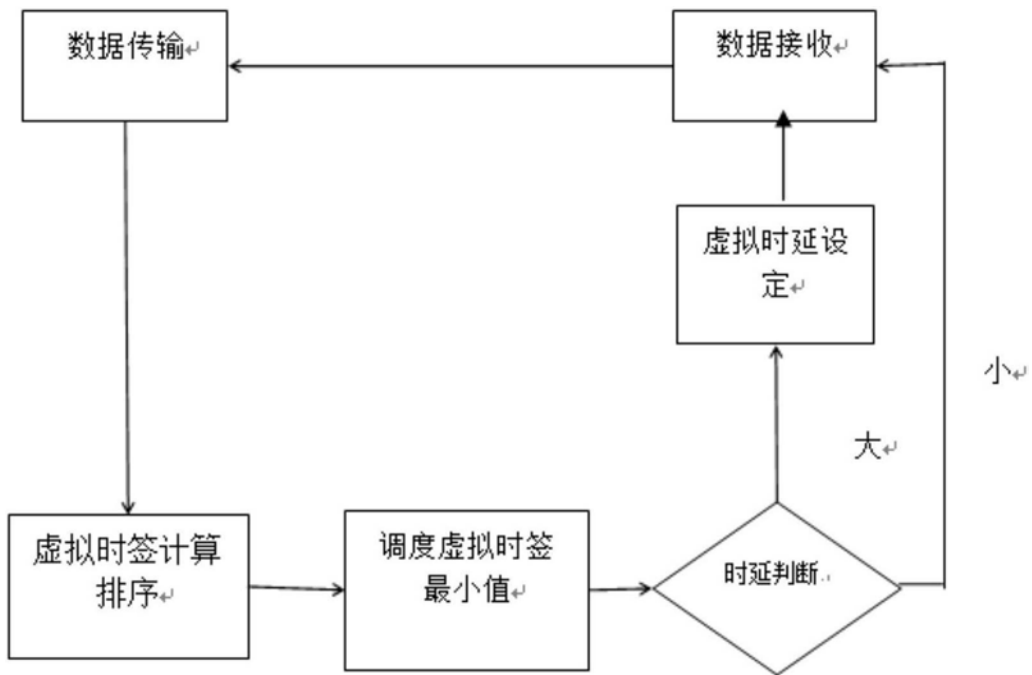 数据传输
数据接收
虚拟时延设
定
小
大
虚拟时签计算
排序
调度虚拟时签
最小值
时延判断